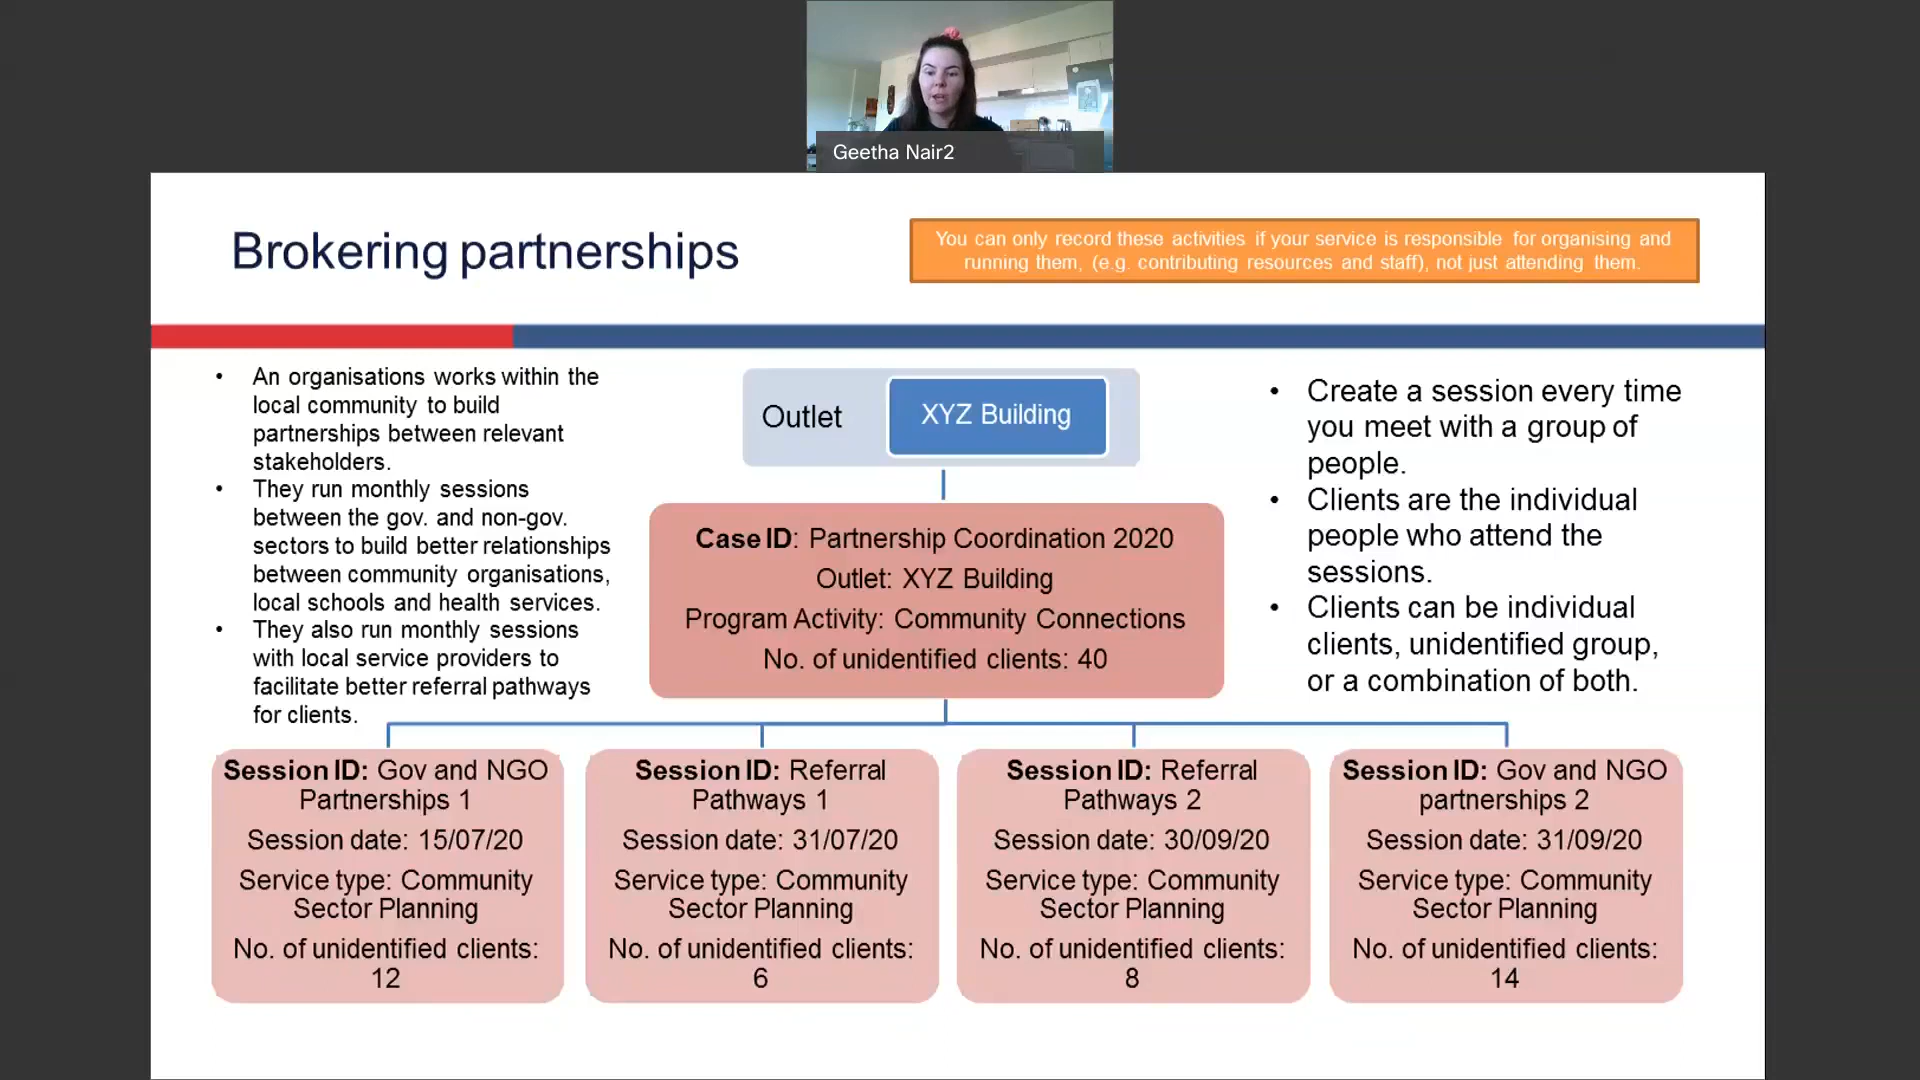 Geetha Nair2
Brokering partnerships
You can only record these activities if your service is responsible for organising and
running them, (e.g. contributing resources and staff), not just attending them.
• An organisations works within the
local community to build
partnerships between relevant
stakeholders.
• They run monthly sessions
between the gov. and non-gov.
sectors to build better relationships
between community organisations,
local schools and health services.
• They also run monthly sessions
with local service providers to
facilitate better referral pathways
for clients.
Outlet
XYZ Building
Case ID: Partnership Coordination 2020
Outlet: XYZ Building
Program Activity: Community Connections
No. of unidentified clients: 40
• Create a session every time
you meet with a group of
people.
• Clients are the individual
people who attend the
sessions.
• Clients can be individual
clients, unidentified group,
or a combination of both.
Session ID: Gov and NGO
Partnerships 1
Session date: 15/07/20
Service type: Community
Sector Planning
No. of unidentified clients:
12
Session ID: Referral
Pathways 1
Session date: 31/07/20
Service type: Community
Sector Planning
No. of unidentified clients:
6
Session ID: Referral
Pathways 2
Session date: 30/09/20
Service type: Community
Sector Planning
No. of unidentified clients:
8
Session ID: Gov and NGO
partnerships 2
Session date: 31/09/20
Service type: Community
Sector Planning
No. of unidentified clients:
14